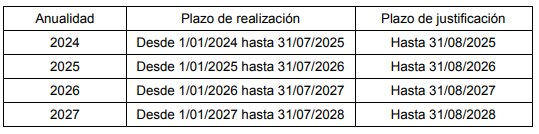 Anualidad Plazo de realización Plazo de justificación
2024 Desde 1/01/2024 hasta 31/07/2025 Hasta 31/08/2025
2025 Desde 1/01/2025 hasta 31/07/2026 Hasta 31/08/2026
2026 Desde 1/01/2026 hasta 31/07/2027 Hasta 31/08/2027
2027 Desde 1/01/2027 hasta 31/07/2028 Hasta 31/08/2028